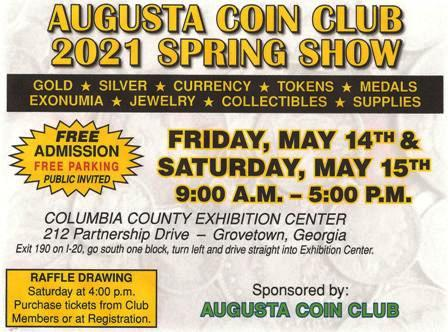 AUGUSTA COIN CLUB
2021 SPRING SHOW
GOLD ★ SILVER ★ CURRENCY ★ TOKENS ★ MEDALS
EXONUMIA ★ JEWELRY ★ COLLECTIBLES ★ SUPPLIES
FREE
ADMISSION
FREE PARKING
PUBLIC INVITED
FRIDAY, MAY 14TH &
SATURDAY, MAY 15TH
9:00 A.M. – 5:00 P.M.
COLUMBIA COUNTY EXHIBITION CENTER
212 Partnership Drive – Grovetown, Georgia
Exit 190 on I-20, go south one block, turn left and drive straight into Exhibition Center.
RAFFLE DRAWING
Saturday at 4:00 p.m.
Purchase tickets from Club
Members or at Registration.
Sponsored by:
AUGUSTA COIN CLUB